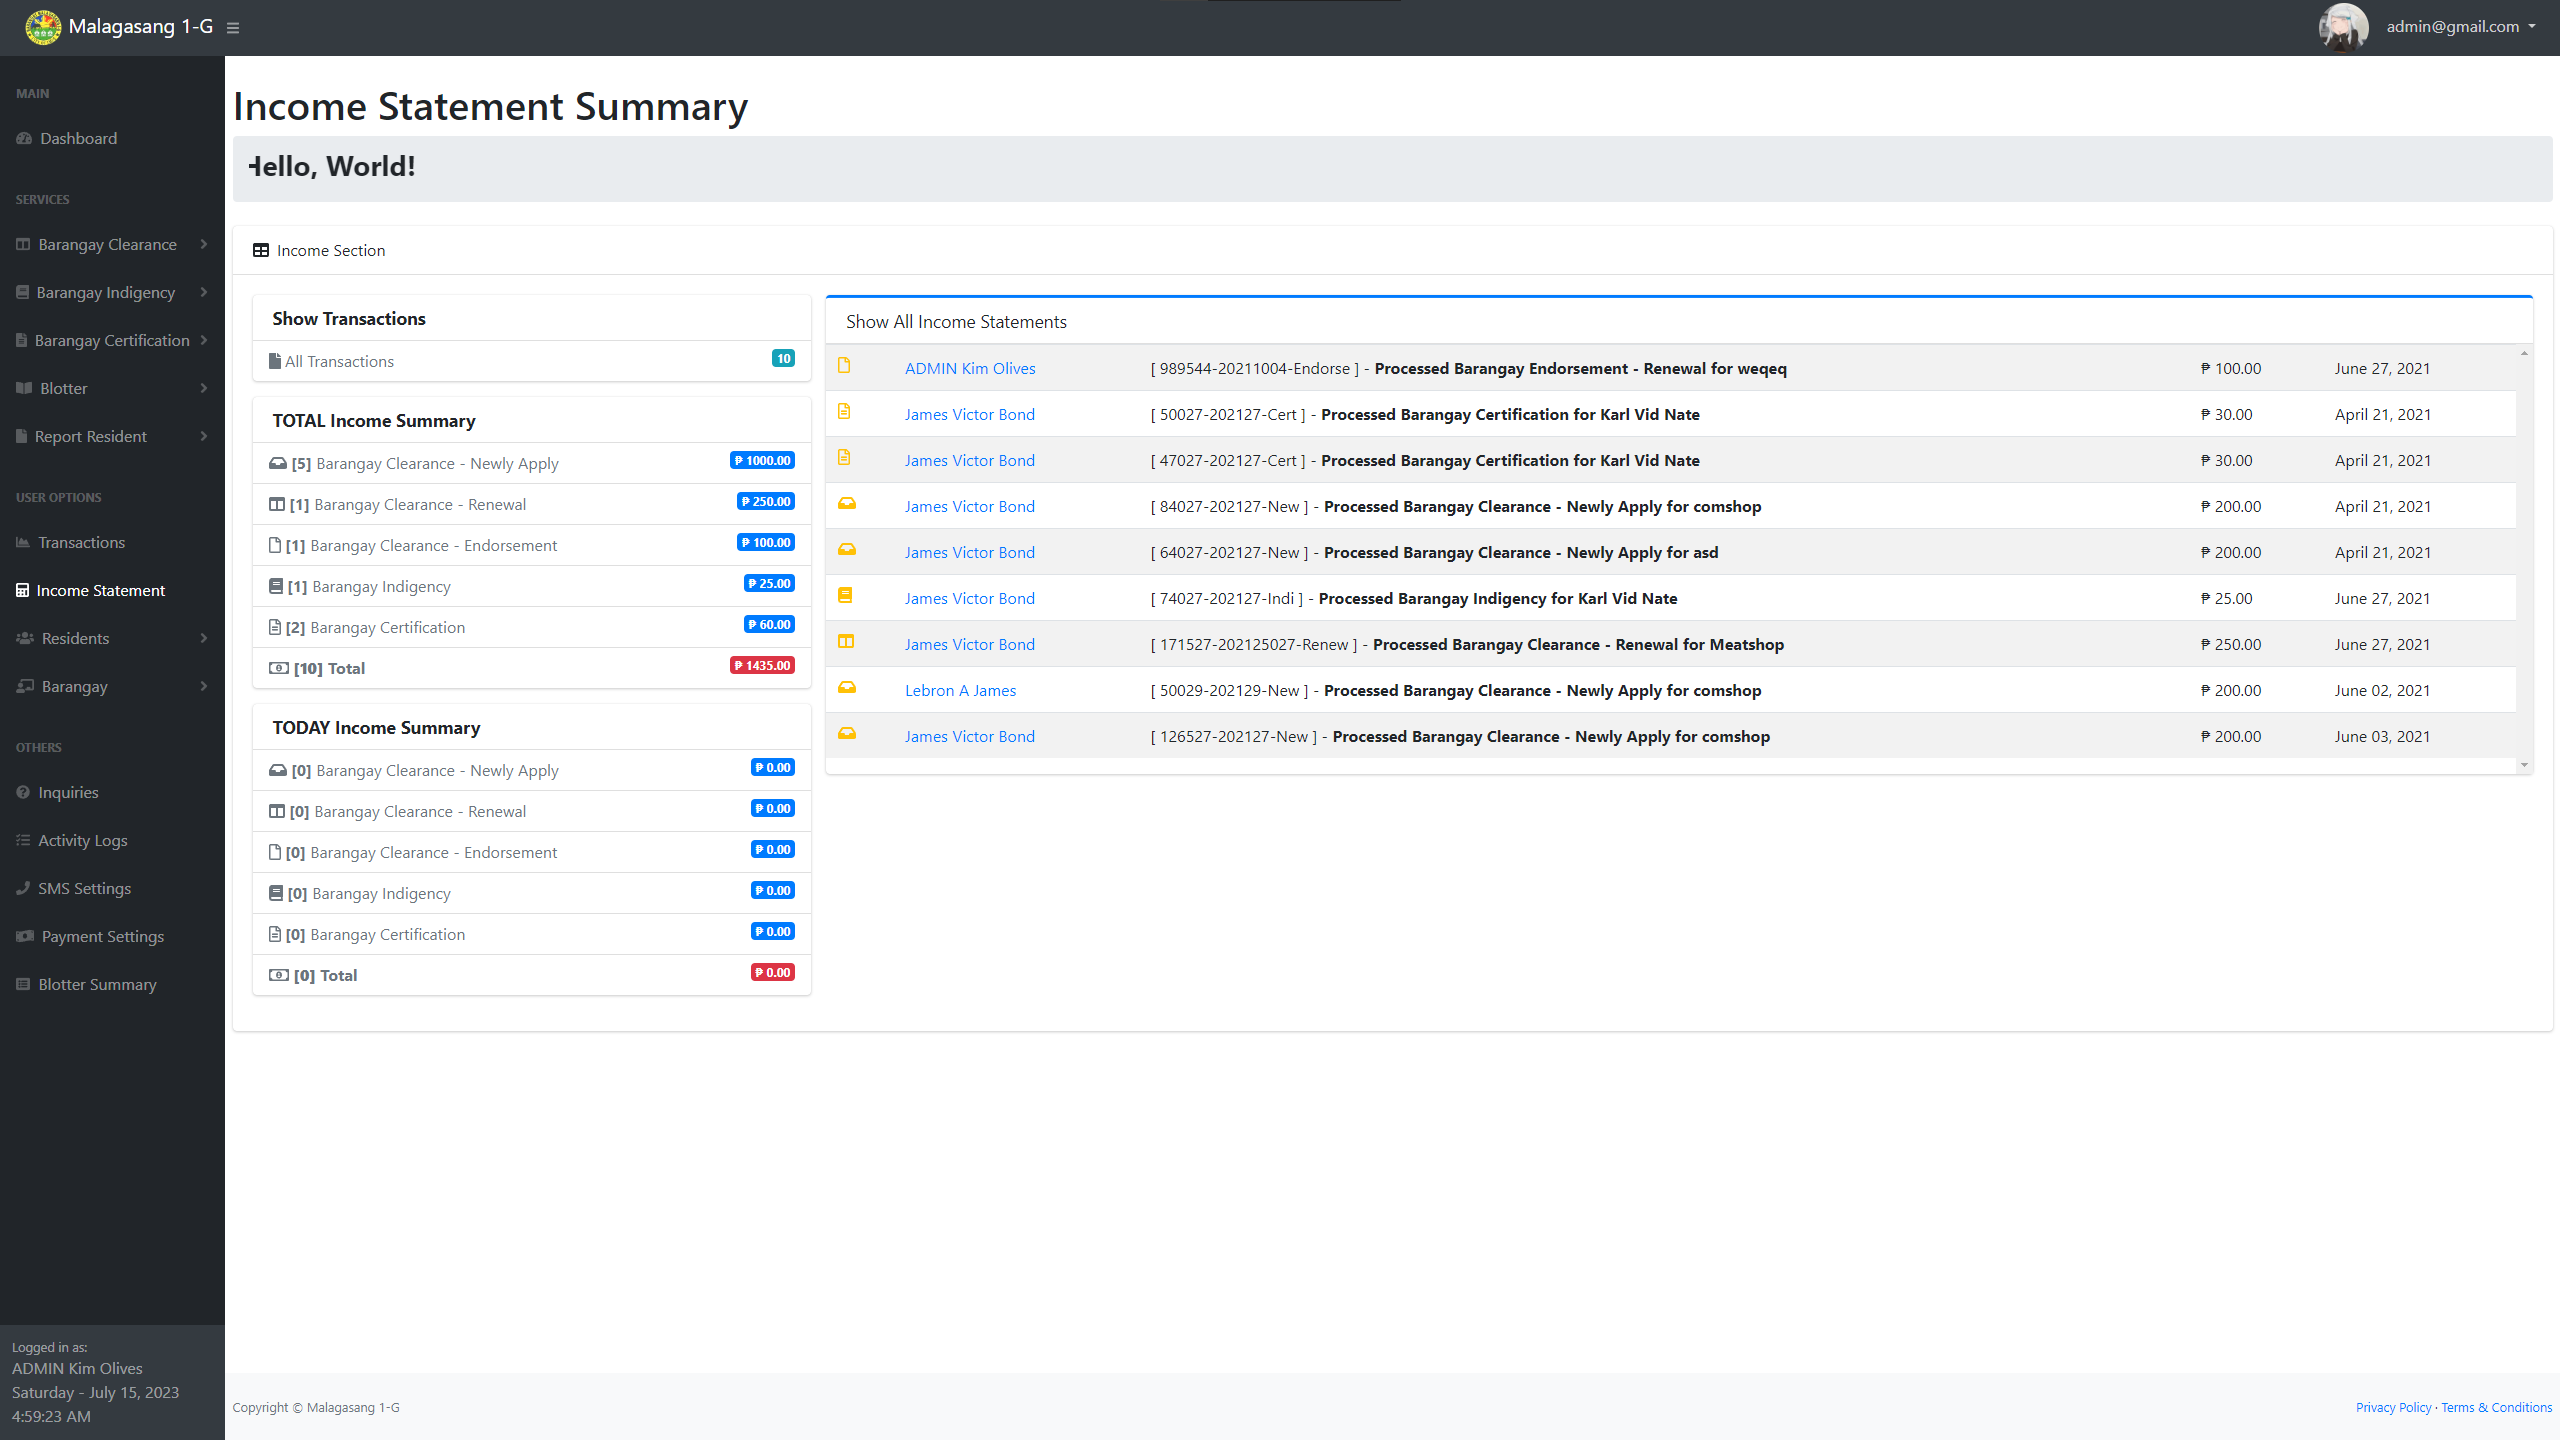 Malagasang 1-G
admin@gmail.com
MAIN
Dashboard
SERVICES
Barangay Clearance
Barangay Indigency
Barangay Certification
Blotter
Report Resident
USER OPTIONS
Transactions
Income Statement
Residents
Barangay
OTHERS
Inquiries
Activity Logs
SMS Settings
Payment Settings
Blotter Summary
Logged in as:
ADMIN Kim Olives
Saturday - July 15, 2023
4:59:23 AM
Income Statement Summary
Hello, World!
Income Section
Show Transactions
All Transactions 10
TOTAL Income Summary
[5] Barangay Clearance - Newly Apply ₱ 1000.00
[1] Barangay Clearance - Renewal ₱ 250.00
[1] Barangay Clearance - Endorsement ₱ 100.00
[1] Barangay Indigency ₱ 25.00
[2] Barangay Certification ₱ 60.00
[10] Total ₱ 1435.00
TODAY Income Summary
[0] Barangay Clearance - Newly Apply ₱ 0.00
[0] Barangay Clearance - Renewal ₱ 0.00
[0] Barangay Clearance - Endorsement ₱ 0.00
[0] Barangay Indigency ₱ 0.00
[0] Barangay Certification ₱ 0.00
[0] Total ₱ 0.00
Show All Income Statements
ADMIN Kim Olives [ 989544-20211004-Endorse ] - Processed Barangay Endorsement - Renewal for weqeq ₱ 100.00 June 27, 2021
James Victor Bond [ 50027-202127-Cert ] - Processed Barangay Certification for Karl Vid Nate ₱ 30.00 April 21, 2021
James Victor Bond [ 47027-202127-Cert ] - Processed Barangay Certification for Karl Vid Nate ₱ 30.00 April 21, 2021
James Victor Bond [ 84027-202127-New ] - Processed Barangay Clearance - Newly Apply for comshop ₱ 200.00 April 21, 2021
James Victor Bond [ 64027-202127-New ] - Processed Barangay Clearance - Newly Apply for asd ₱ 200.00 April 21, 2021
James Victor Bond [ 74027-202127-Indi ] - Processed Barangay Indigency for Karl Vid Nate ₱ 25.00 June 27, 2021
James Victor Bond [ 171527-202125027-Renew ] - Processed Barangay Clearance - Renewal for Meatshop ₱ 250.00 June 27, 2021
Lebron A James [ 50029-202129-New ] - Processed Barangay Clearance - Newly Apply for comshop ₱ 200.00 June 02, 2021
James Victor Bond [ 126527-202127-New ] - Processed Barangay Clearance - Newly Apply for comshop ₱ 200.00 June 03, 2021
Copyright © Malagasang 1-G
Privacy Policy · Terms & Conditions